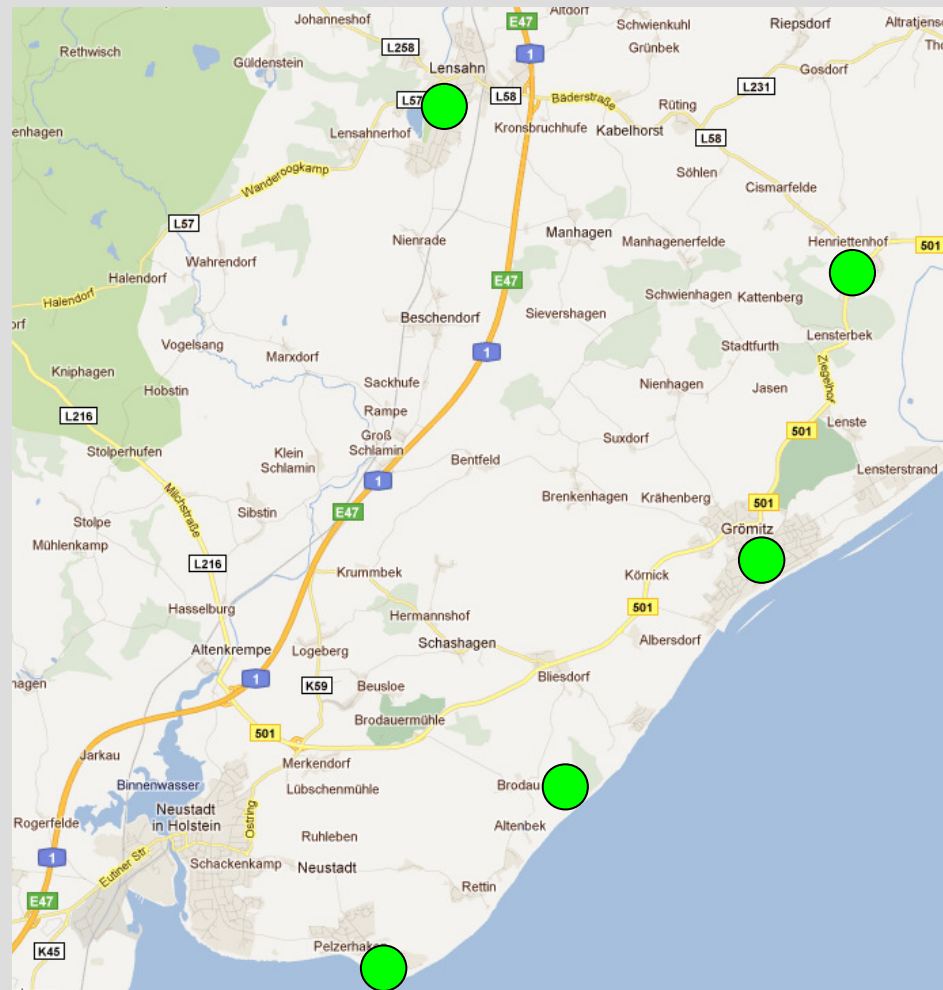 Johanneshof
E47
Altdorf
Schwienkuhl
Riepsdorf
Altratjensd
Rethwisch
L258
1
Grünbek
Güldenstein
Lensahn
Gosdorf
L231
L57
L58
Bäderstraße
Rüting
Kronsbruchhufe
Kabelhorst
enhagen
Lensahnerhof
L58
Söhlen
Wanderoogkamp
Cismarfelde
L57
Nienrade
Manhagen
Manhagenerfelde
Henriettenhof
501
Wahrendorf
Halendorf
E47
Halendorf
Schwienhagen
Kattenberg
Beschendorf
Sievershagen
orf
Vogelsang
Lensterbek
Marxdorf
1
Stadtfurth
Kniphagen
Ziegelhof
Hobstin
Sackhufe
Nienhagen
Jasen
L216
Rampe
Lenste
Groß
Schlamin
Suxdorf
501
Stolperhufen
Klein
Schlamin
Bentfeld
Lensterstrand
1
Brenkenhagen
Krähenberg
Milchstraße
501
Stolpe
Sibstin
E47
Grömitz
Mühlenkamp
L216
Krummbek
Körnick
Hasselburg
501
Hermannshof
Albersdorf
Altenkrempe
Logeberg
Schashagen
1
K59
Beusloe
Bliesdorf
hagen
Brodauermühle
501
Jarkau
Merkendorf
Binnenwasser
Lübschenmühle
Brodau
Neustadt
in Holstein
Ostring
Rogerfelde
Altenbek
Ruhleben
1
Eutiner Str.
Schackenkamp
Neustadt
Rettin
E47
Pelzerhaken
K45